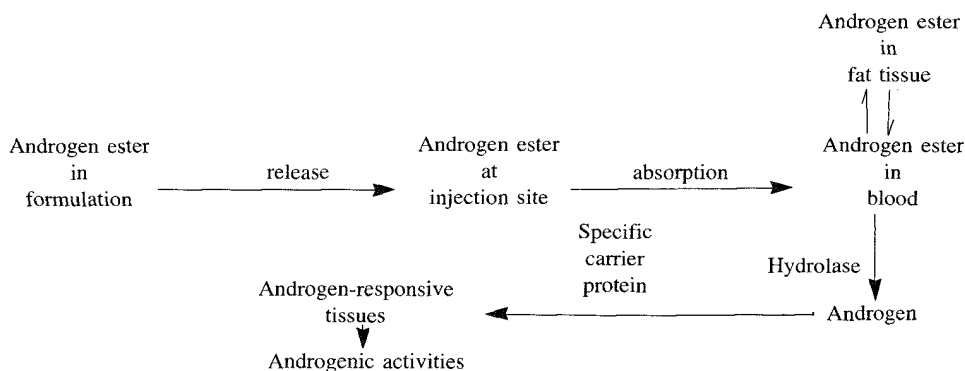 Androgen ester
in
formulation
release
Androgen ester
at
injection site
absorption
Androgen ester
in
fat tissue
Androgen ester
in
blood
Hydrolase
Androgen
Specific
carrier
protein
Androgen-responsive
tissues
Androgenic activities